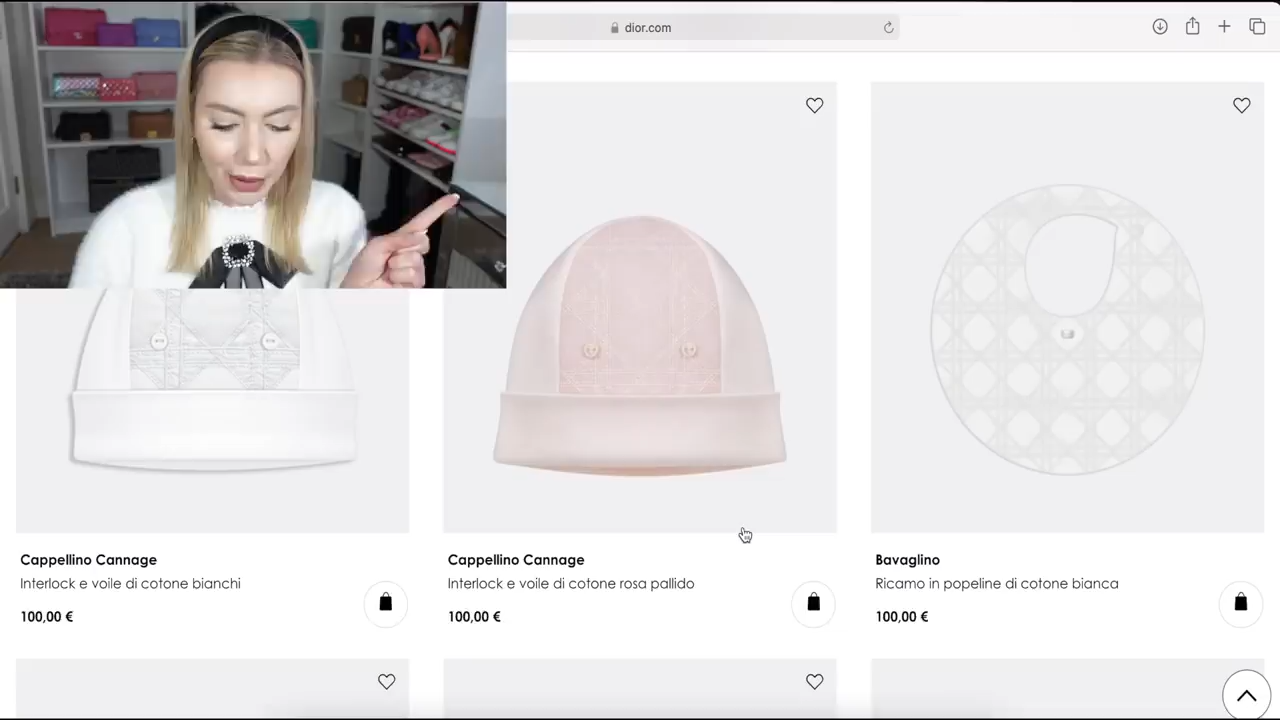 dior.com
Cappellino Cannage
Interlock e voile di cotone bianchi
100,00 €
Cappellino Cannage
Interlock e voile di cotone rosa pallido
100,00 €
Bavaglino
Ricamo in popeline di cotone bianca
100,00 €